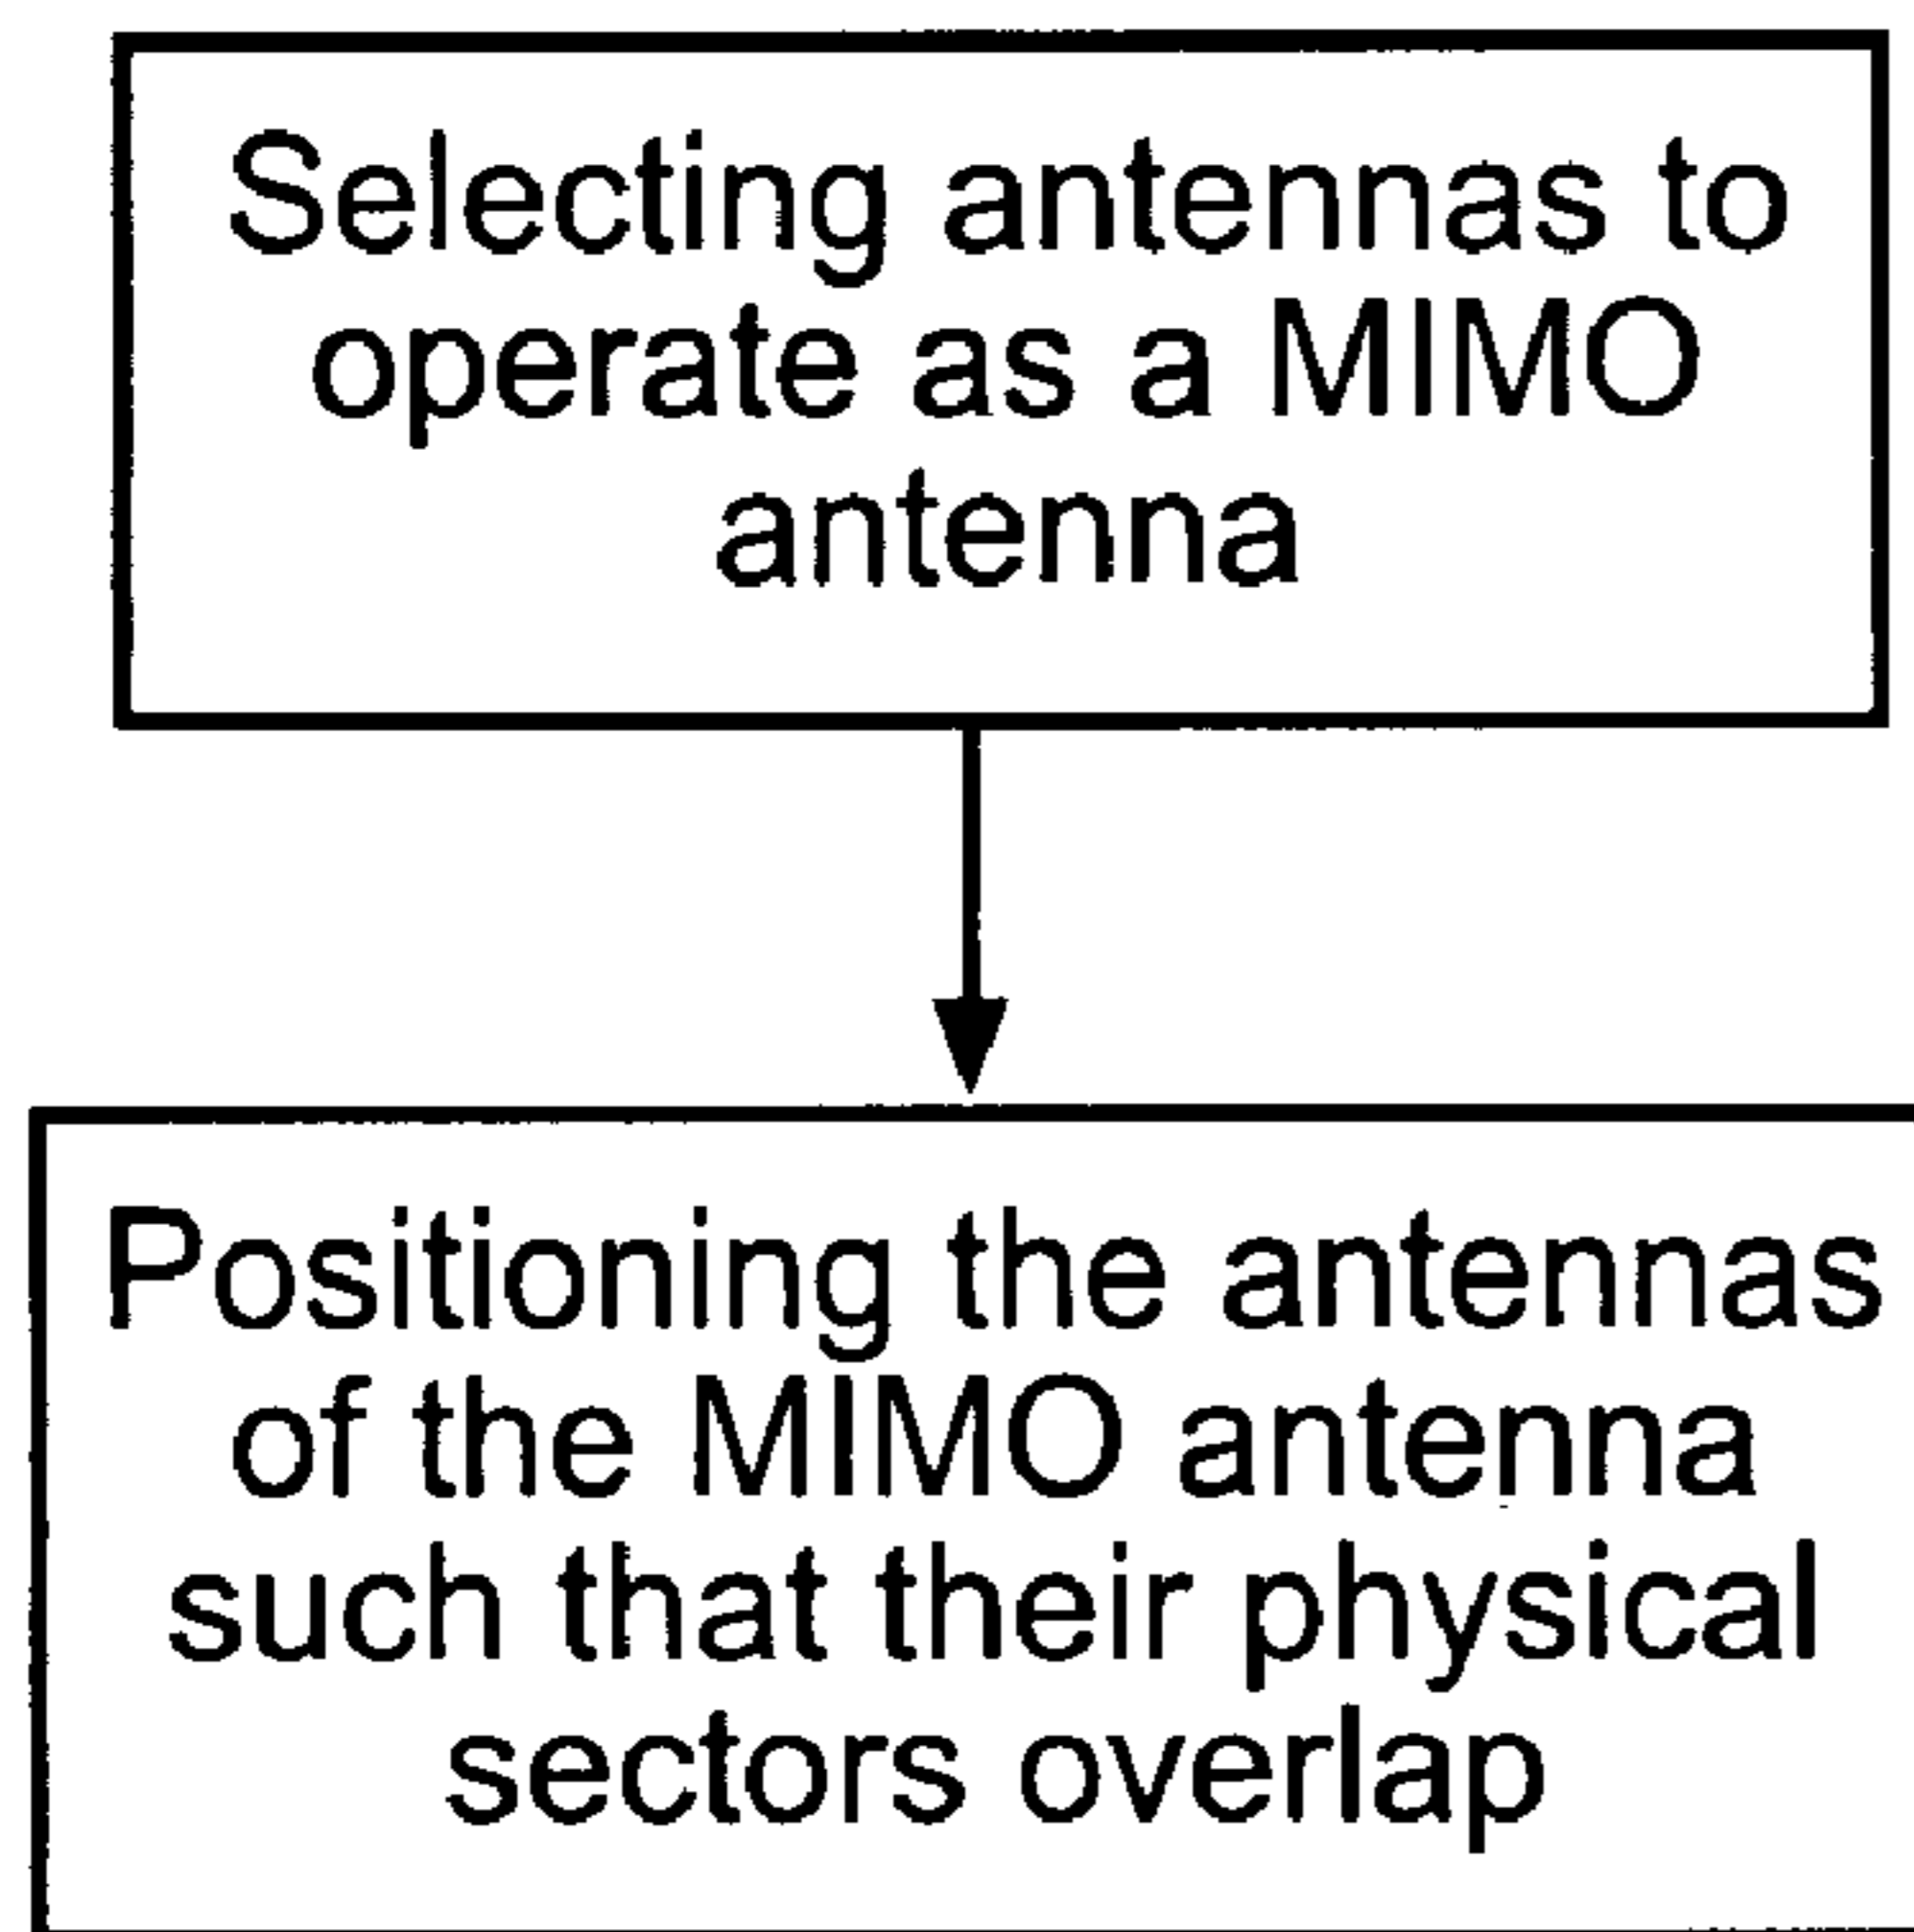 Selecting antennas to
operate as a MIMO
antenna
Positioning the antennas
of the MIMO antenna
such that their physical
sectors overlap